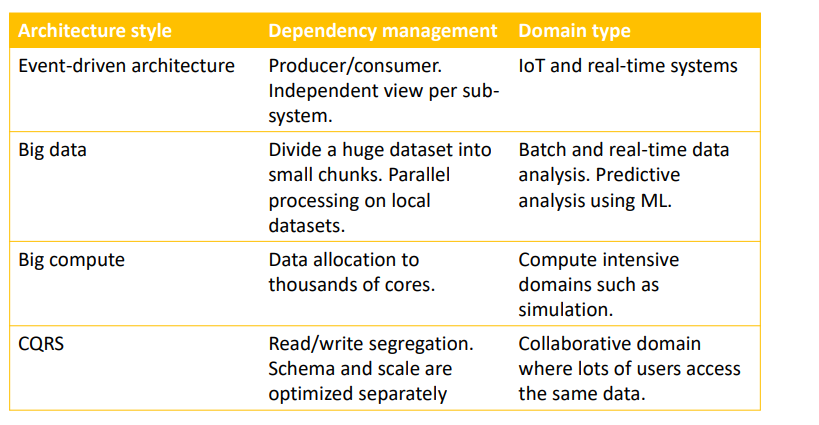 Architecture style Dependency management Domain type
Event-driven architecture
Producer/consumer.
Independent view per sub-
system.
IoT and real-time systems
Big data
Divide a huge dataset into
small chunks. Parallel
processing on local
datasets.
Batch and real-time data
analysis. Predictive
analysis using ML.
Big compute
Data allocation to
thousands of cores.
Compute intensive
domains such as
simulation.
CQRS
Read/write segregation.
Schema and scale are
optimized separately
Collaborative domain
where lots of users access
the same data.